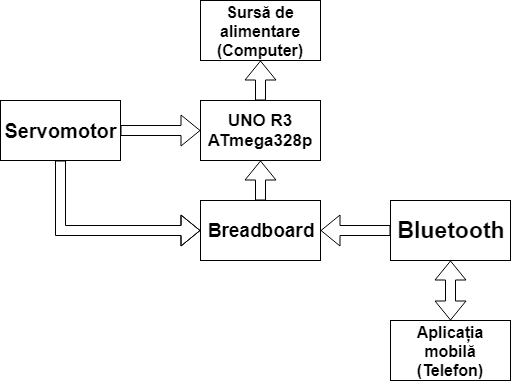 Sursă de
alimentare
(Computer)
Servomotor
UNO R3
ATmega328p
Breadboard
Bluetooth
Aplicația
mobilă
(Telefon)